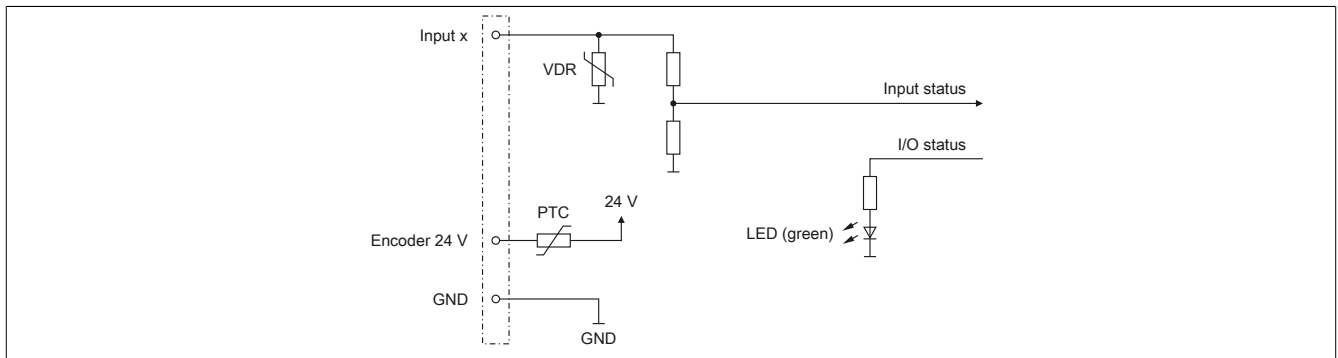 Input x
VDR
Input status
I/O status
24 V
PTC
LED (green)
Encoder 24 V
GND
GND